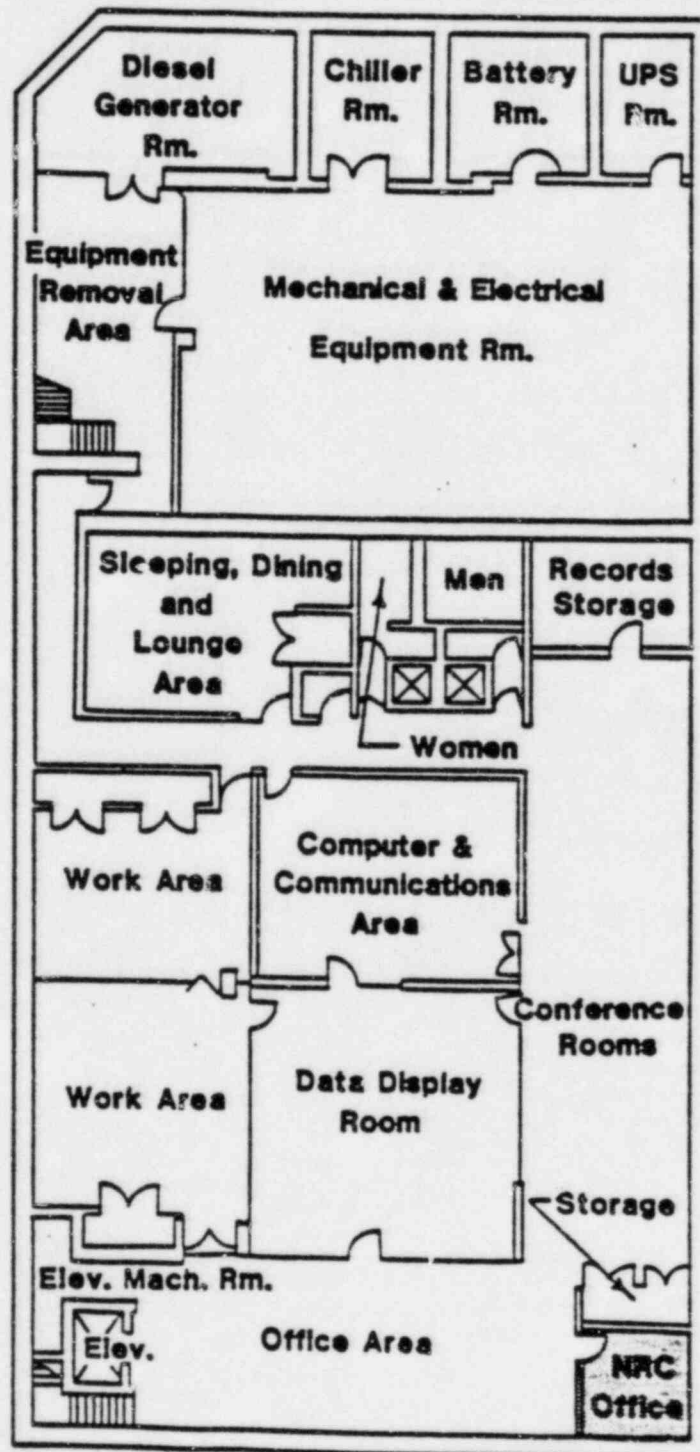 Diesel
Generator
Rm.
Chiller
Rm.
Battery
Rm.
UPS
Rm.
Equipment
Removal
Area
Mechanical & Electrical
Equipment Rm.
Sleeping, Dining
and
Lounge
Area
Men
Records
Storage
Women
Work Area
Computer &
Communications
Area
Conference
Rooms
Work Area
Data Display
Room
Storage
Elev. Mach. Rm.
Elev.
Office Area
NRC
Office